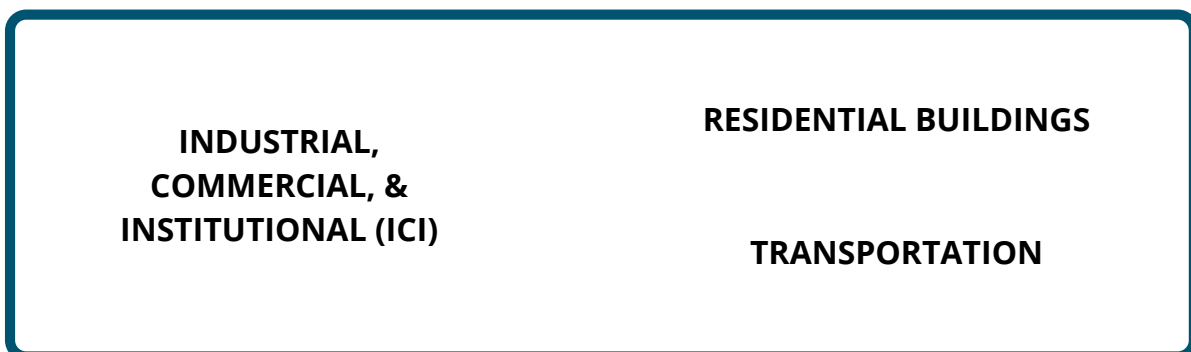 INDUSTRIAL,
COMMERCIAL, &
INSTITUTIONAL (ICI)
RESIDENTIAL BUILDINGS
TRANSPORTATION